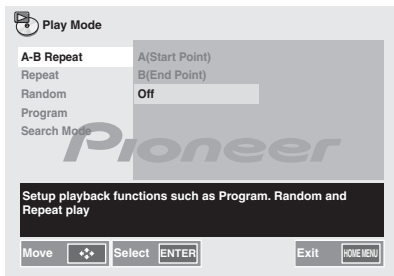 Play Mode
A-B Repeat
Repeat
Random
Program
Search Mode
A(Start Point)
B(End Point)
Off
Pioneer
Setup playback functions such as Program. Random and
Repeat play
Move Select ENTER Exit HOME MENU